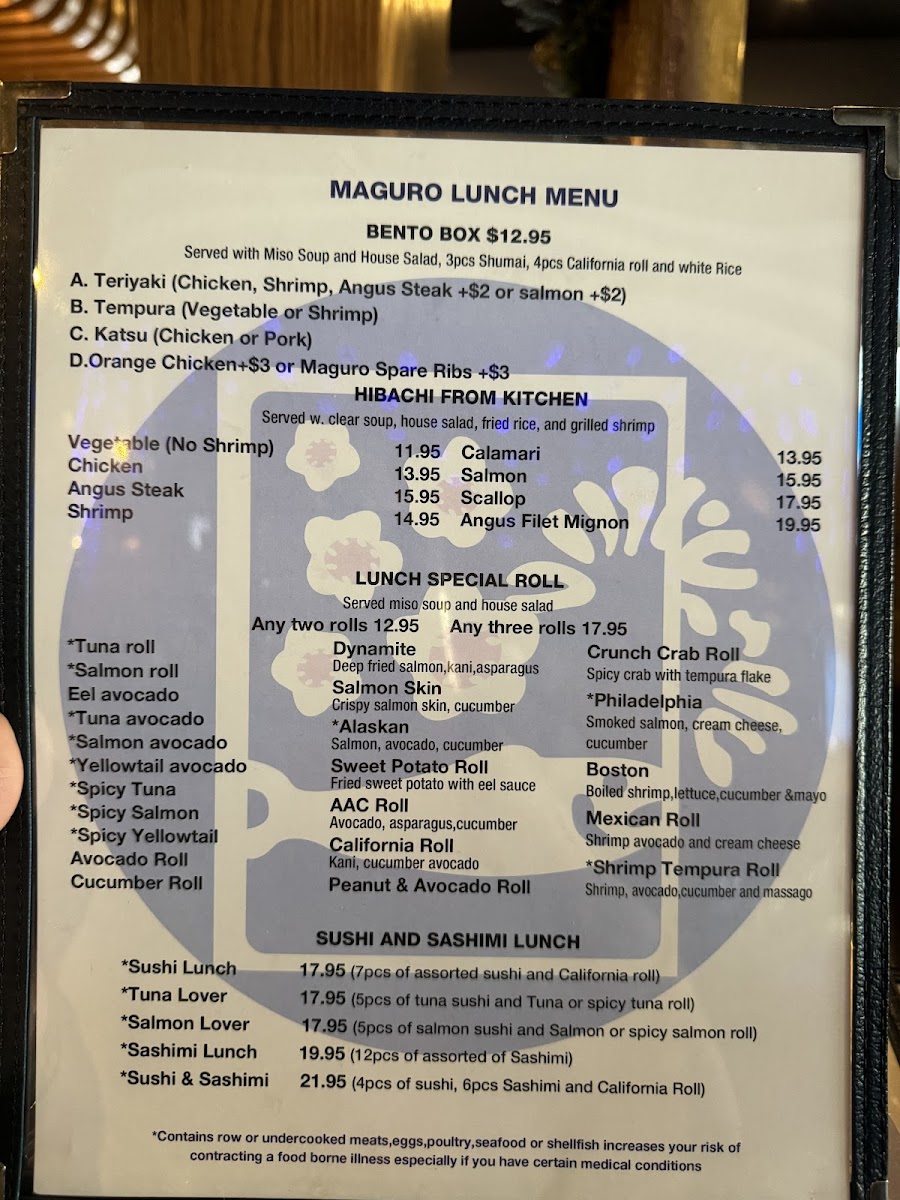 MAGURO LUNCH MENU
BENTO BOX $12.95
Served with Miso Soup and House Salad, 3pcs Shumai, 4pcs California roll and white Rice
A. Teriyaki (Chicken, Shrimp, Angus Steak +$2 or salmon +$2)
B. Tempura (Vegetable or Shrimp)
C. Katsu (Chicken or Pork)
D.Orange Chicken+$3 or Maguro Spare Ribs +$3
HIBACHI FROM KITCHEN
Served w. clear soup, house salad, fried rice, and grilled shrimp
Vegetable (No Shrimp) 11.95 Calamari 13.95
Chicken 13.95 Salmon 15.95
Angus Steak 15.95 Scallop 17.95
Shrimp 14.95 Angus Filet Mignon 19.95
LUNCH SPECIAL ROLL
Served miso soup and house salad
Any two rolls 12.95 Any three rolls 17.95
*Tuna roll
*Salmon roll
Eel avocado
*Tuna avocado
*Salmon avocado
*Yellowtail avocado
*Spicy Tuna
*Spicy Salmon
*Spicy Yellowtail
Avocado Roll
Cucumber Roll
Dynamite
Deep fried salmon,kani,asparagus
Salmon Skin
Crispy salmon skin, cucumber
*Alaskan
Salmon, avocado, cucumber
Sweet Potato Roll
Fried sweet potato with eel sauce
AAC Roll
Avocado, asparagus,cucumber
California Roll
Kani, cucumber avocado
Peanut & Avocado Roll
Crunch Crab Roll
Spicy crab with tempura flake
*Philadelphia
Smoked salmon, cream cheese,
cucumber
Boston
Boiled shrimp,lettuce,cucumber &mayo
Mexican Roll
Shrimp avocado and cream cheese
*Shrimp Tempura Roll
Shrimp, avocado,cucumber and massago
SUSHI AND SASHIMI LUNCH
*Sushi Lunch 17.95 (7pcs of assorted sushi and California roll)
*Tuna Lover 17.95 (5pcs of tuna sushi and Tuna or spicy tuna roll)
*Salmon Lover 17.95 (5pcs of salmon sushi and Salmon or spicy salmon roll)
*Sashimi Lunch 19.95 (12pcs of assorted of Sashimi)
*Sushi & Sashimi 21.95 (4pcs of sushi, 6pcs Sashimi and California Roll)
*Contains row or undercooked meats,eggs,poultry,seafood or shellfish increases your risk of
contracting a food borne illness especially if you have certain medical conditions